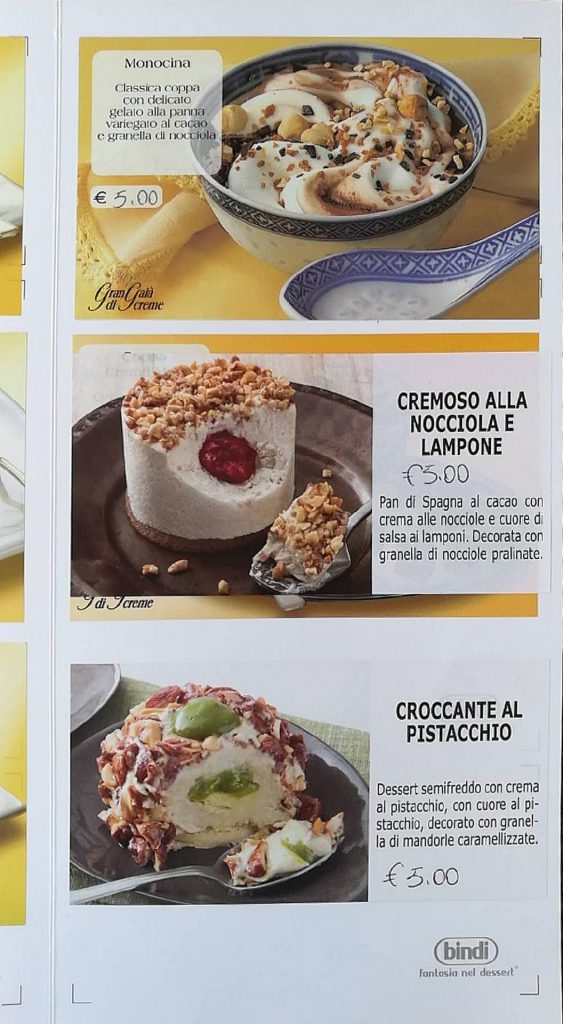 Monocina
Classica coppa
con delicato
gelato alla panna
variegato al cacao
e granella di nocciola
€ 5.00
Gran Galà
di Creme
CREMOSO ALLA
NOCCIOLA E
LAMPONE
€5.00
Pan di Spagna al cacao con
crema alle nocciole e cuore di
salsa ai lamponi. Decorata con
granella di nocciole pralinate.
di Creme
CROCCANTE AL
PISTACCHIO
Dessert semifreddo con crema
al pistacchio, con cuore al pi-
stacchio, decorato con granel-
la di mandorle caramellizzate.
€ 5.00
bindi
fantasia nel dessert®